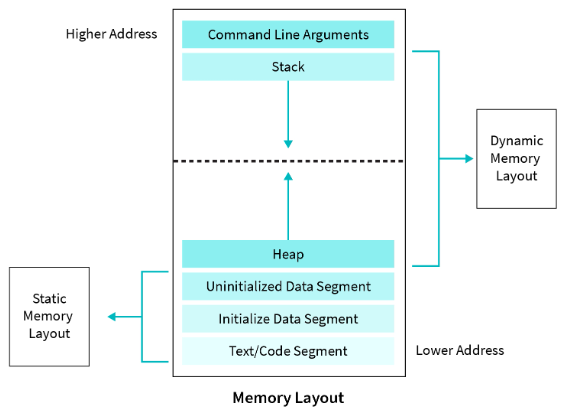 Higher Address
Command Line Arguments
Stack
Dynamic
Memory
Layout
Heap
Uninitialized Data Segment
Static
Memory
Layout
Initialize Data Segment
Text/Code Segment
Lower Address
Memory Layout